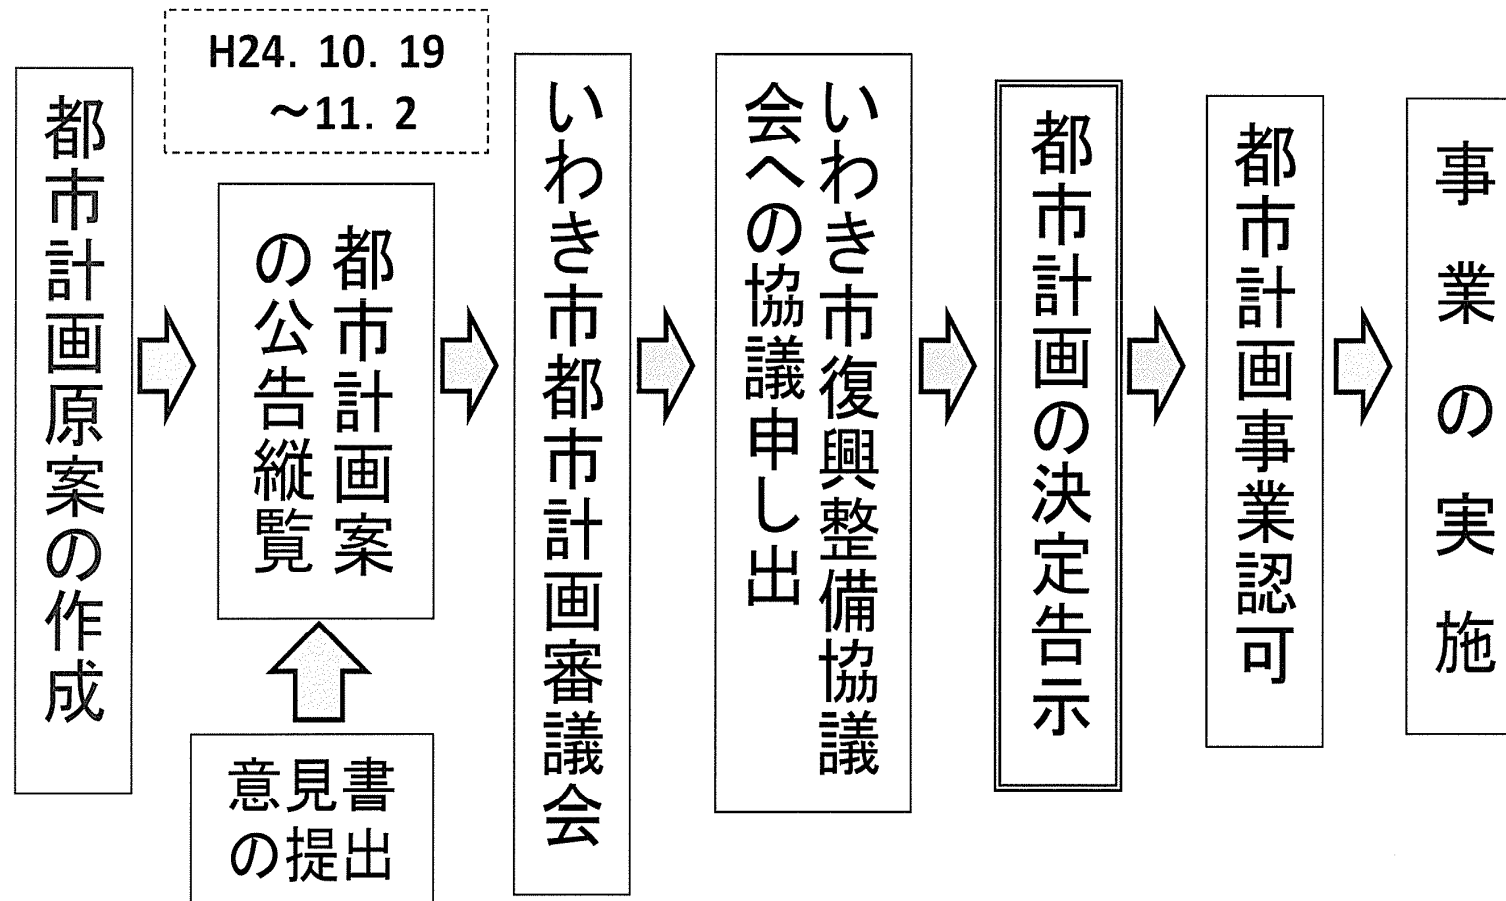 都市計画原案の作成
H24. 10. 19
～11. 2
都市計画案
の公告縦覧
意見書
の提出
いわき市都市計画審議会
いわき市復興整備協議
会への協議申し出
都市計画の決定告示
都市計画事業認可
事業の実施